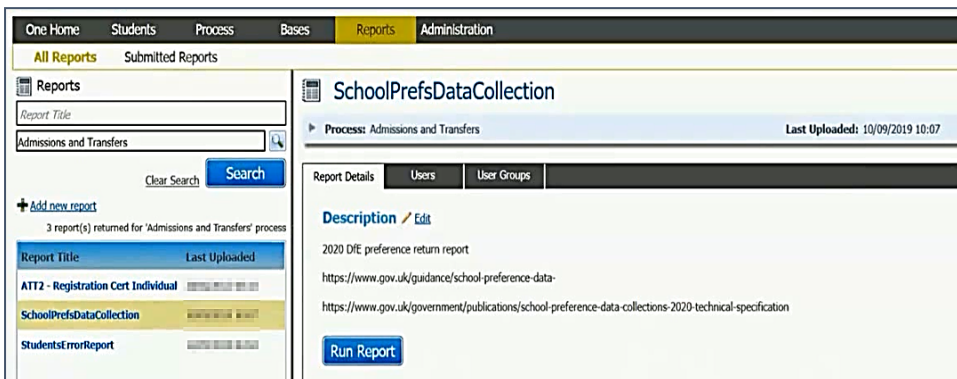 One Home Students Process Bases Reports Administration
All Reports Submitted Reports
Reports
Report Title
Admissions and Transfers
Clear Search Search
Add new report
3 report(s) returned for 'Admissions and Transfers' process
Report Title Last Uploaded
ATT2 - Registration Cert Individual
SchoolPrefsDataCollection
StudentsErrorReport
SchoolPrefsDataCollection
Process: Admissions and Transfers Last Uploaded: 10/09/2019 10:07
Report Details Users User Groups
Description Edit
2020 DfE preference return report
https://www.gov.uk/guidance/school-preference-data-
https://www.gov.uk/government/publications/school-preference-data-collections-2020-technical-specification
Run Report